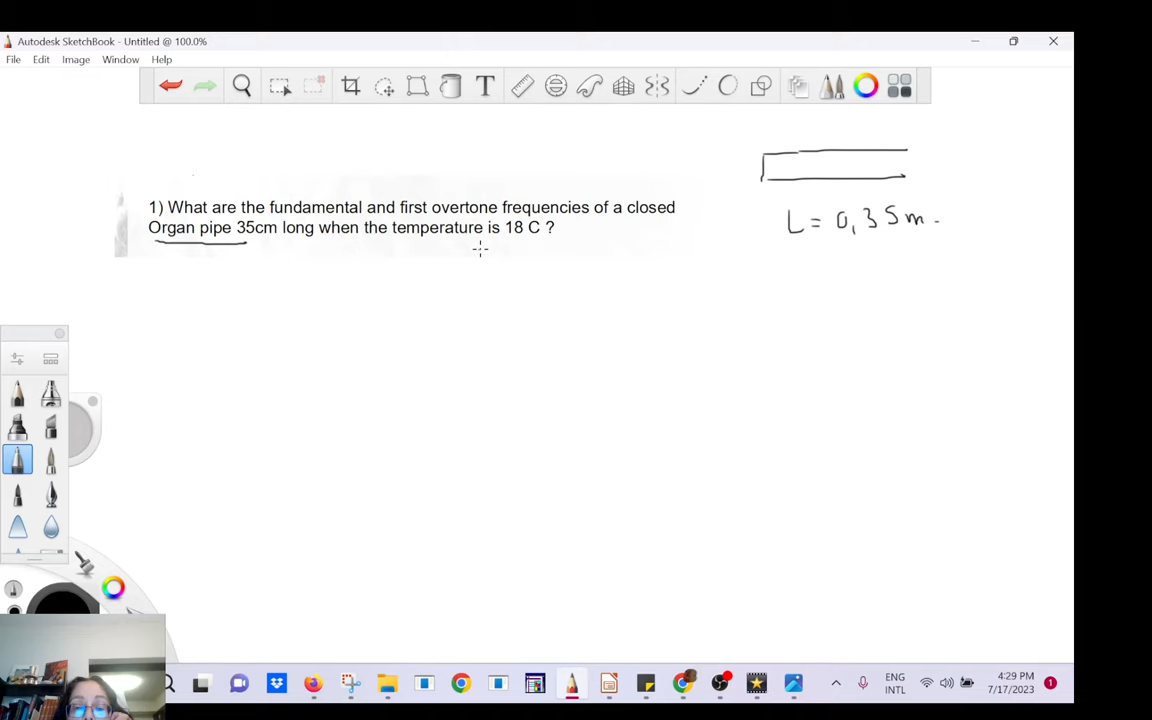 Autodesk SketchBook - Untitled @ 100.0%
File Edit Image Window Help
T
1) What are the fundamental and first overtone frequencies of a closed
Organ pipe 35cm long when the temperature is 18 C ?
L = 0,35m
ENG
INTL
4:29 PM
7/17/2023
1